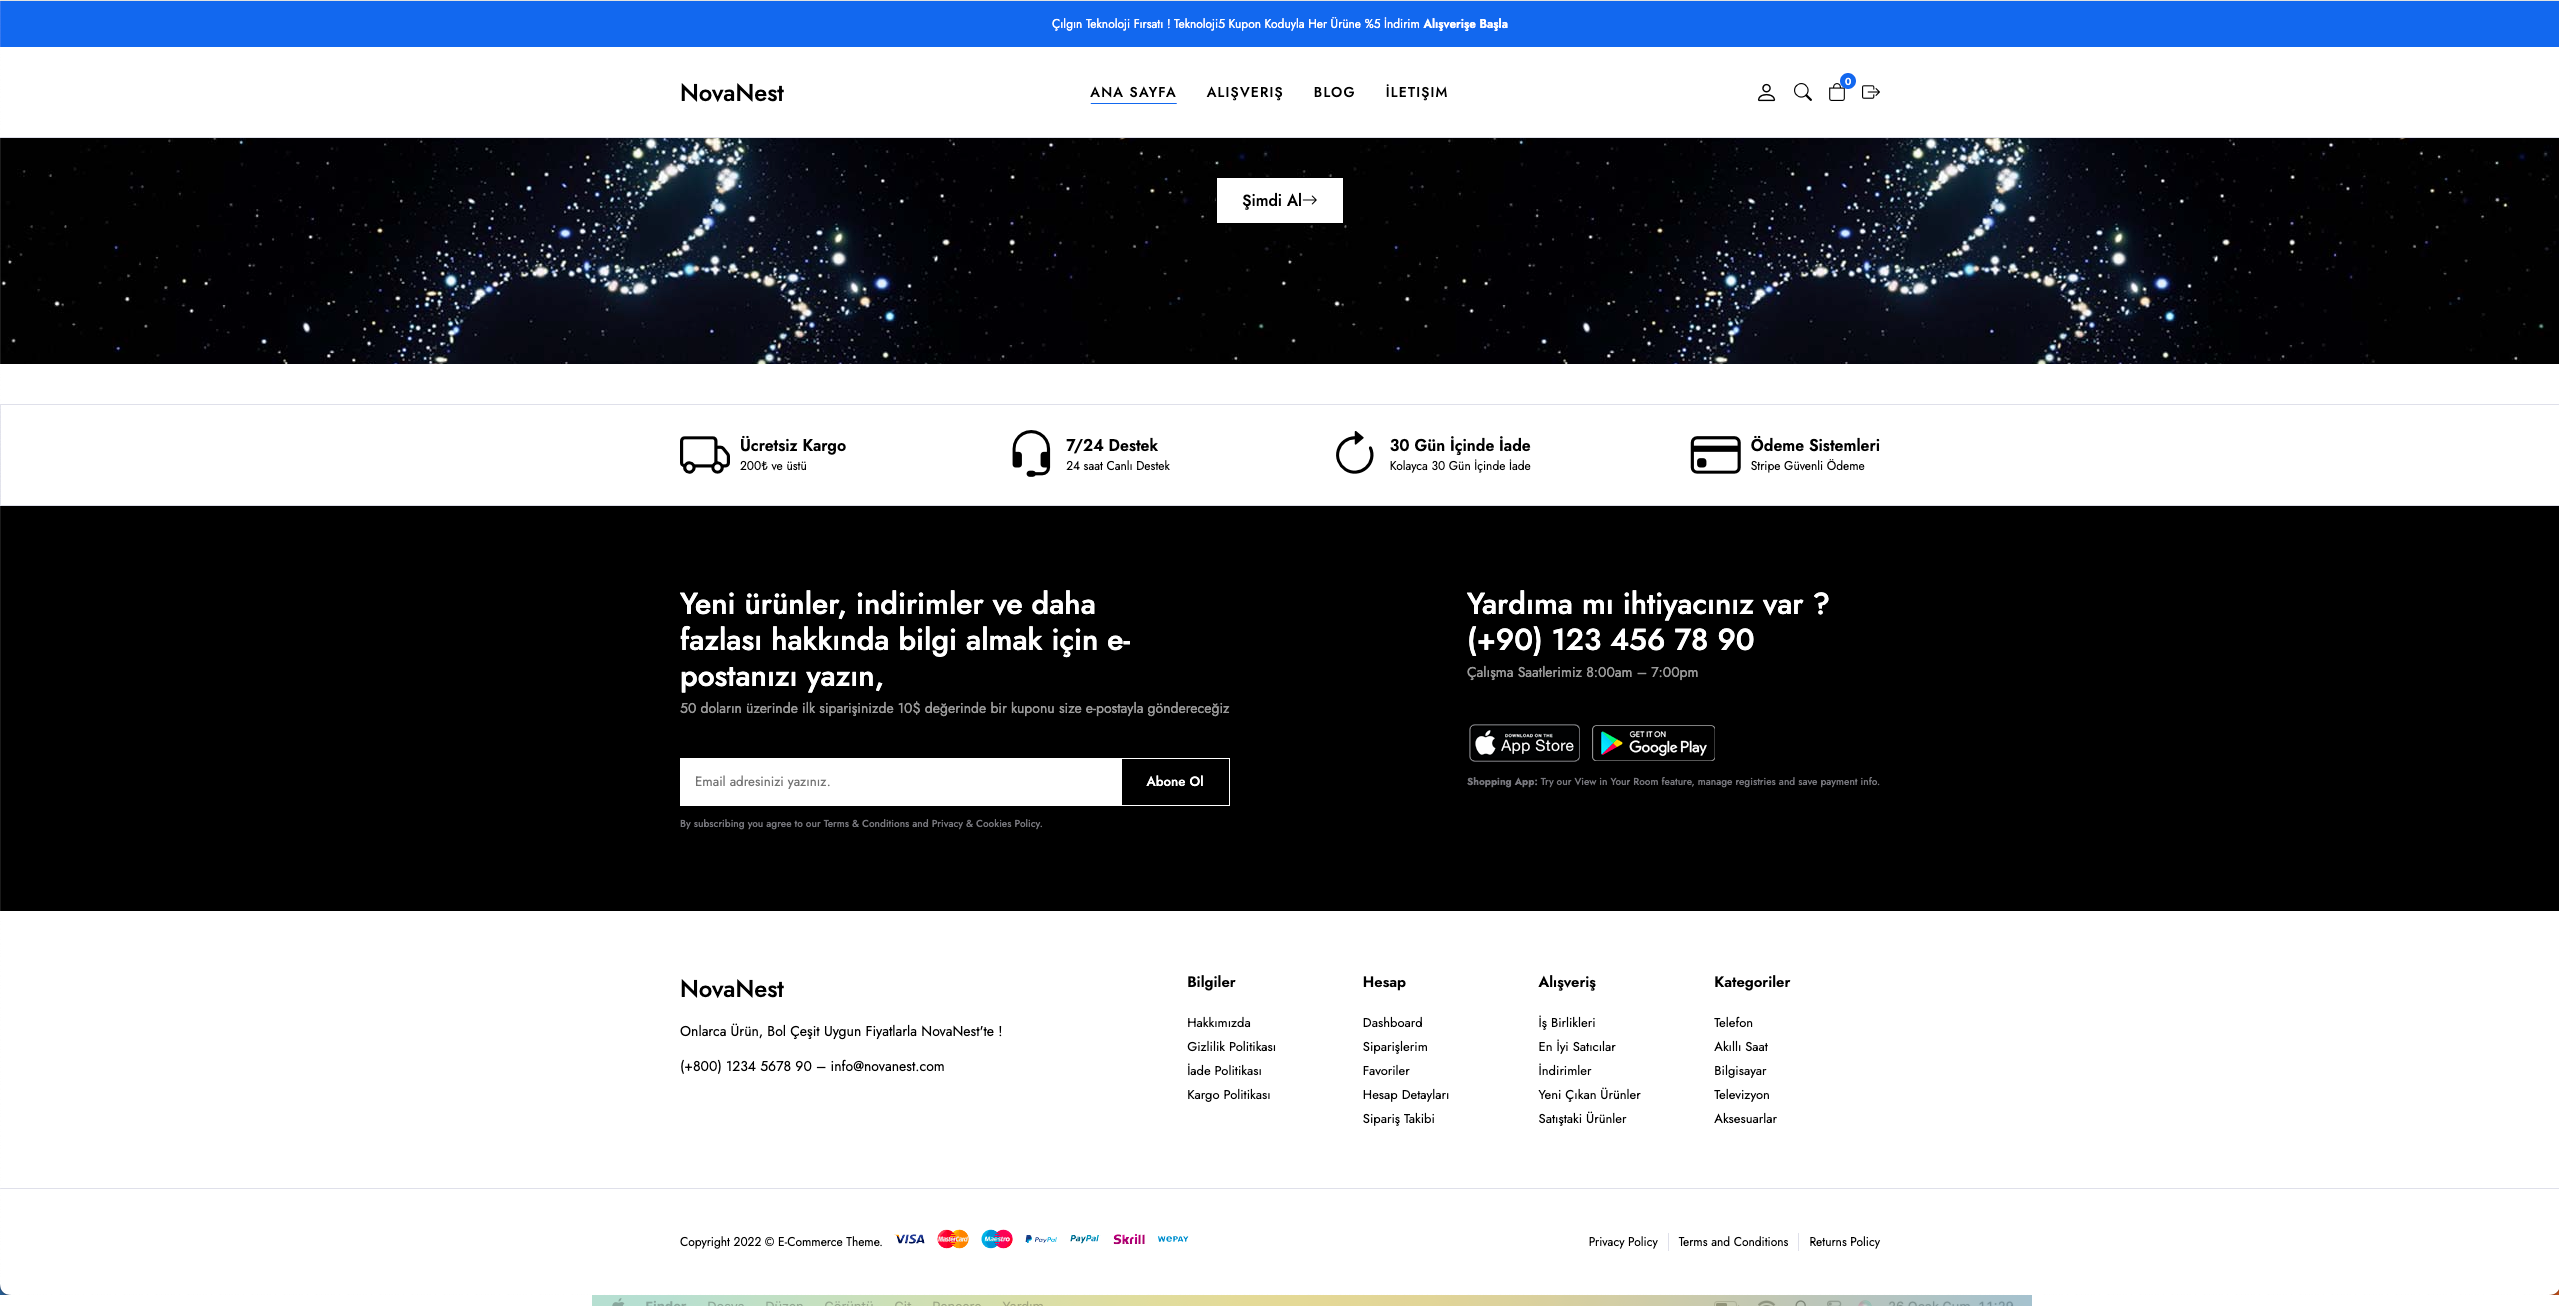 Çılgın Teknoloji Fırsatı ! Teknoloji5 Kupon Koduyla Her Ürüne %5 İndirim Alışverişe Başla
NovaNest
ANA SAYFA
ALIŞVERIŞ
BLOG
İLETIŞIM
0
Şimdi Al
Ücretsiz Kargo
200₺ ve üstü
7/24 Destek
24 saat Canlı Destek
30 Gün İçinde İade
Kolayca 30 Gün İçinde İade
Ödeme Sistemleri
Stripe Güvenli Ödeme
Yeni ürünler, indirimler ve daha
fazlası hakkında bilgi almak için e-
postanızı yazın,
50 doların üzerinde ilk siparişinizde 10$ değerinde bir kuponu size e-postayla göndereceğiz
Email adresinizi yazınız.
Abone Ol
By subscribing you agree to our Terms & Conditions and Privacy & Cookies Policy.
Yardıma mı ihtiyacınız var ?
(+90) 123 456 78 90
Çalışma Saatlerimiz 8:00am – 7:00pm
DOWNLOAD ON THE
App Store
GET IT ON
Google Play
Shopping App: Try our View in Your Room feature, manage registries and save payment info.
NovaNest
Onlarca Ürün, Bol Çeşit Uygun Fiyatlarla NovaNest'te !
(+800) 1234 5678 90 – info@novanest.com
Bilgiler
Hakkımızda
Gizlilik Politikası
İade Politikası
Kargo Politikası
Hesap
Dashboard
Siparişlerim
Favoriler
Hesap Detayları
Sipariş Takibi
Alışveriş
İş Birlikleri
En İyi Satıcılar
İndirimler
Yeni Çıkan Ürünler
Satıştaki Ürünler
Kategoriler
Telefon
Akıllı Saat
Bilgisayar
Televizyon
Aksesuarlar
Copyright 2022 © E-Commerce Theme.
VISA
MasterCard
Maestro
PayPal
PayPal
Skrill
WePAY
Privacy Policy
Terms and Conditions
Returns Policy